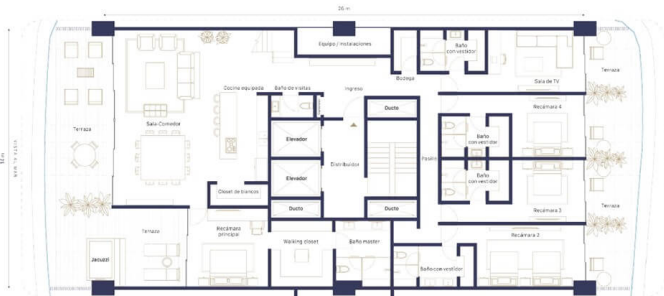 26 m
Equipo / Instalaciones
Baño
con vestidor
Sala de TV
Terraza
Bodega
Cocina equipada
Baño de visitas
Ingreso
Recámara 4
Ducto
Terraza
Sala-Comedor
Elevador
Baño
con vestidor
Distribuidor
Pasillo
Elevador
Baño
con vestidor
Closet de blancos
Ducto
Ducto
Recámara 3
Terraza
Terraza
Recámara
principal
Walking closet
Baño master
Recámara 3
Jacuzzi
Baño con vestidor